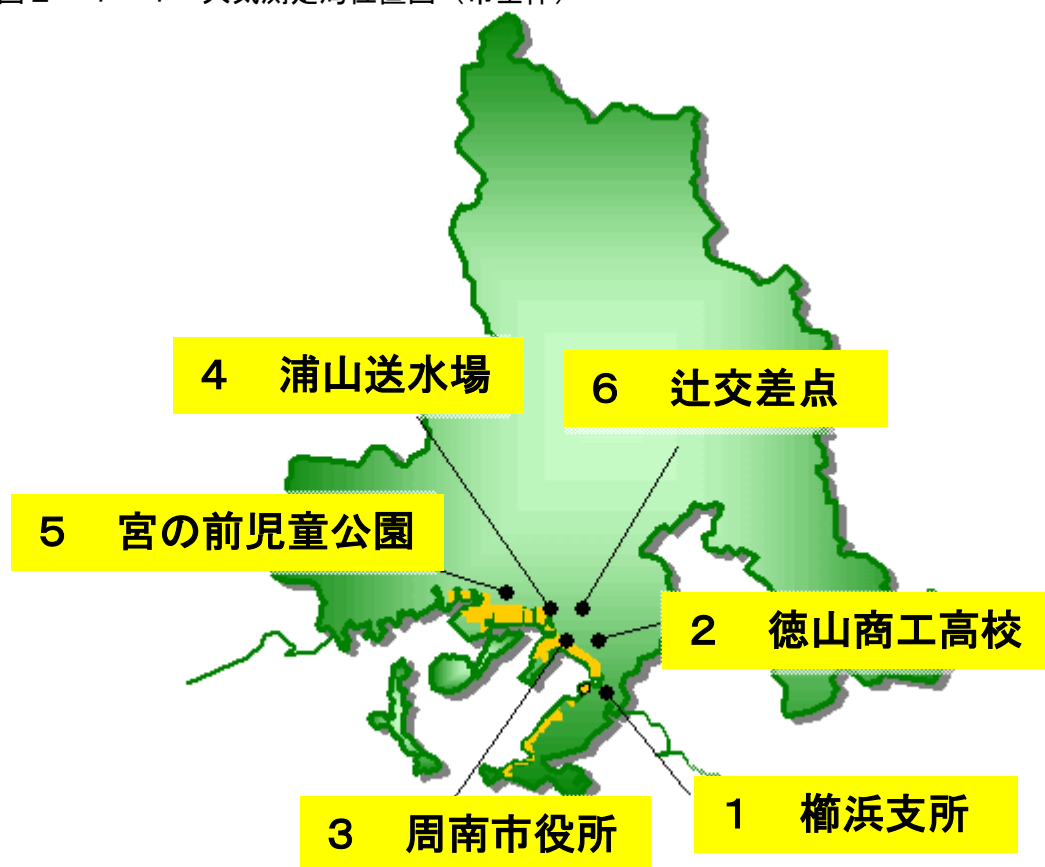 ４　浦山送水場
６　辻交差点
５　宮の前児童公園
２　徳山商工高校
１　櫛浜支所
３　周南市役所